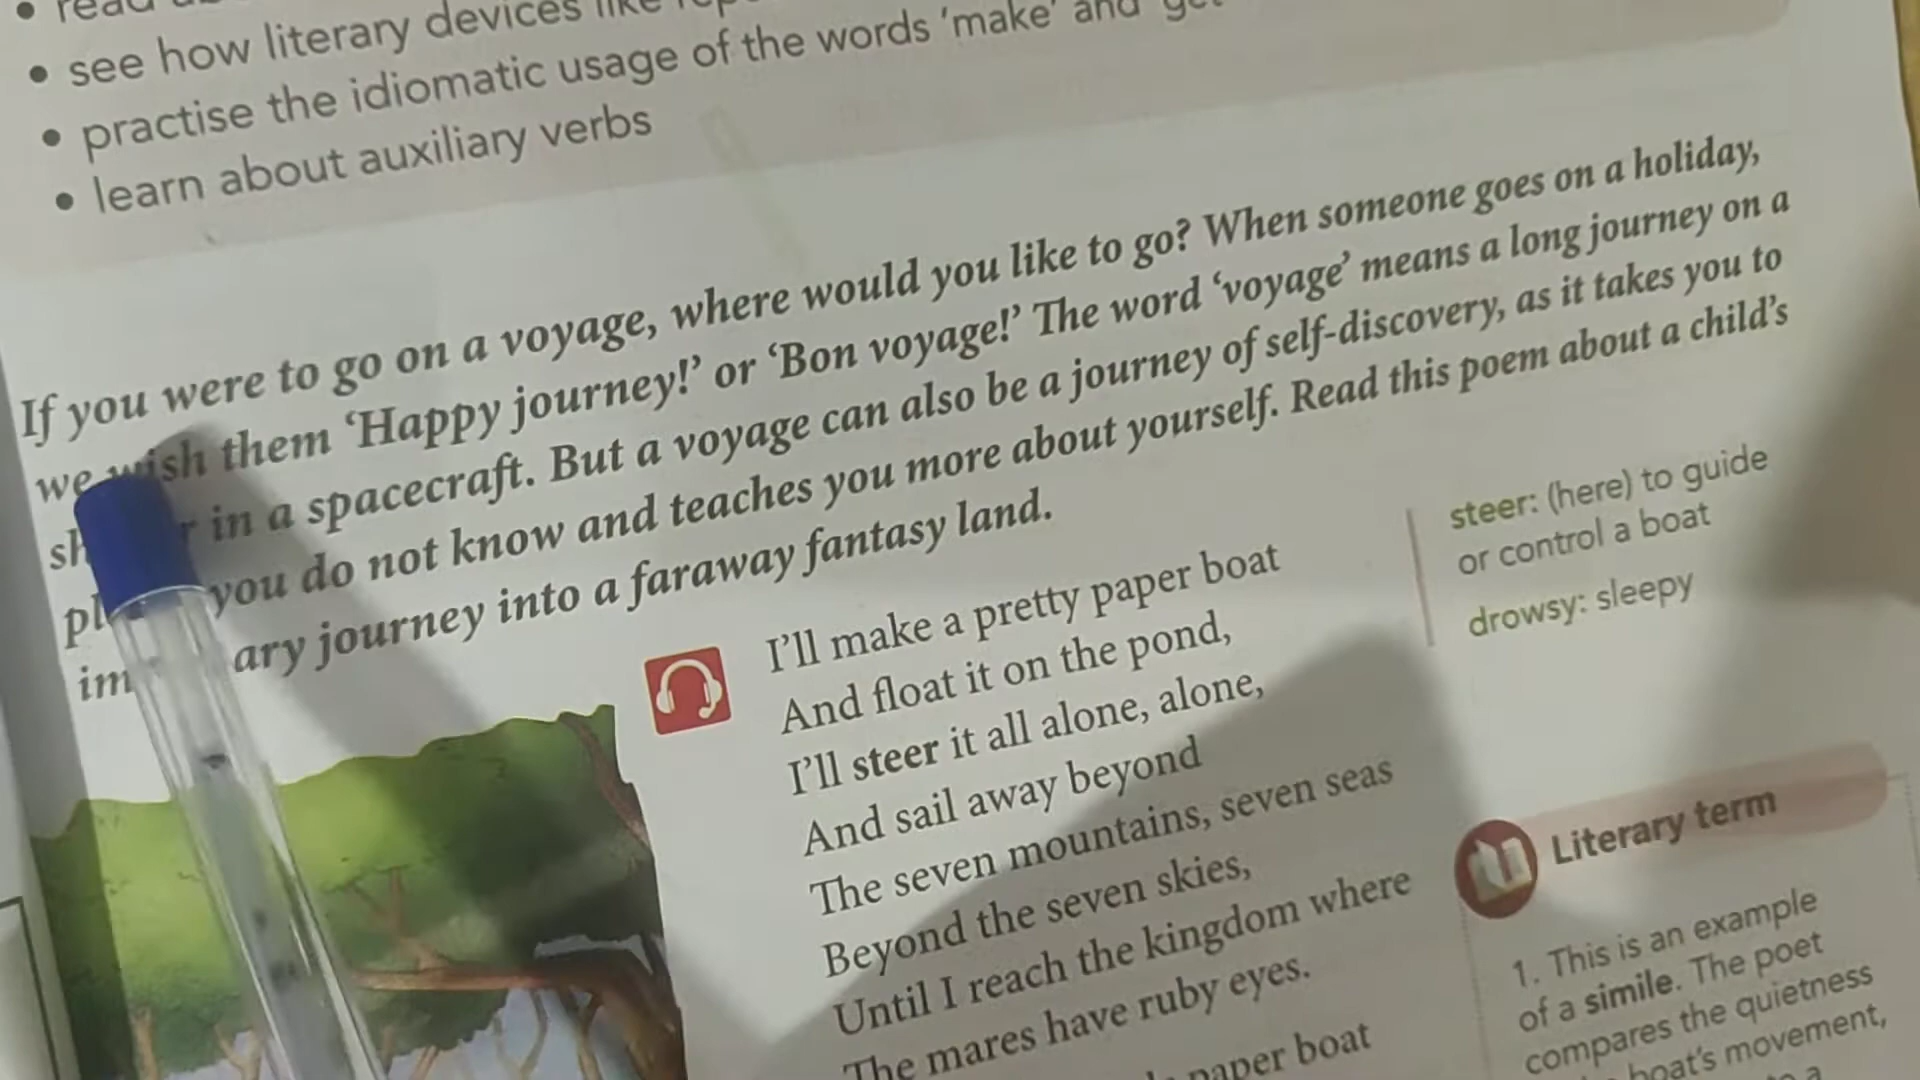 • see how literary devices like
• practise the idiomatic usage of the words 'make' and
• learn about auxiliary verbs
If you were to go on a voyage, where would you like to go? When someone goes on a holiday,
we wish them 'Happy journey!' or 'Bon voyage!' The word 'voyage' means a long journey on a
in a spacecraft. But a voyage can also be a journey of self-discovery, as it takes you to
you do not know and teaches you more about yourself. Read this poem about a child's
journey into a faraway fantasy land.
I'll make a pretty paper boat
And float it on the pond,
I'll steer it all alone, alone,
And sail away beyond
The seven mountains, seven seas
Beyond the seven skies,
Until I reach the kingdom where
The mares have ruby eyes.
paper boat
steer: (here) to guide
or control a boat
drowsy: sleepy
Literary term
1. This is an example
of a simile. The poet
compares the quietness
boat's movement,